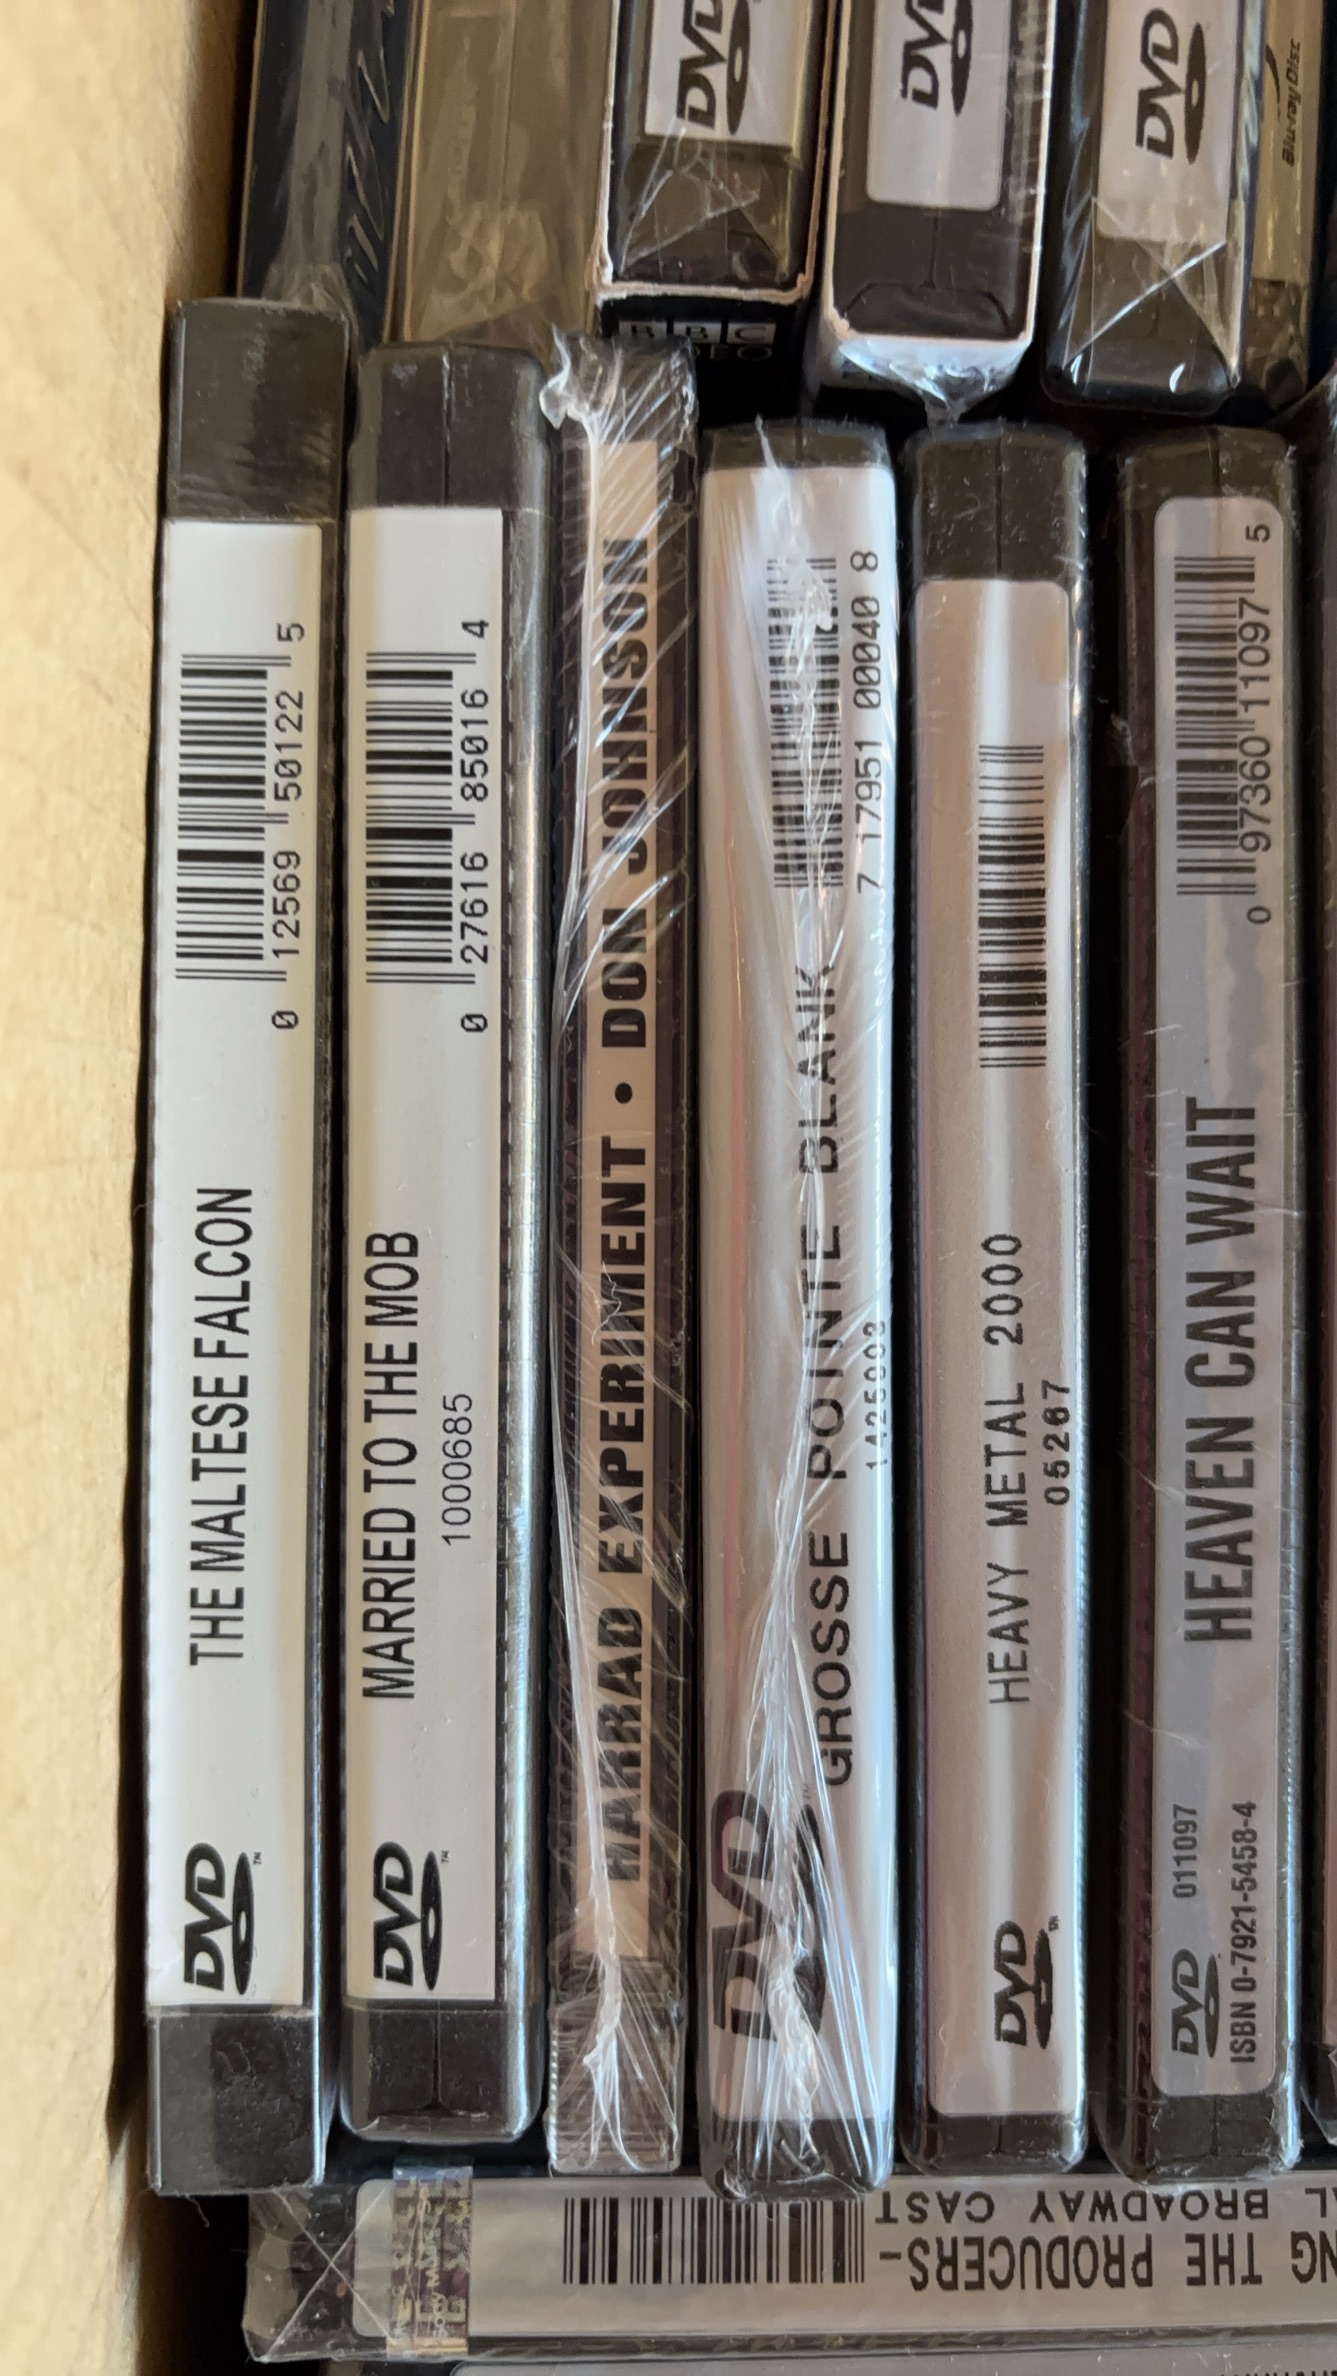 DVD
DVD
DVD
Blu-ray Disc
BBC
THE MALTESE FALCON
0 12569 50122 5
DVD
MARRIED TO THE MOB
1000685
0 27616 85016 4
DVD
HARRAD EXPERIMENT • DON JOHNSON
GROSSE POINTE BLANK
7 17951 00040 8
DVD
HEAVY METAL 2000
05267
DVD
HEAVEN CAN WAIT
0 97360 11097 5
DVD 011097
ISBN 0-7921-5458-4
THE PRODUCERS-
BROADWAY CAST